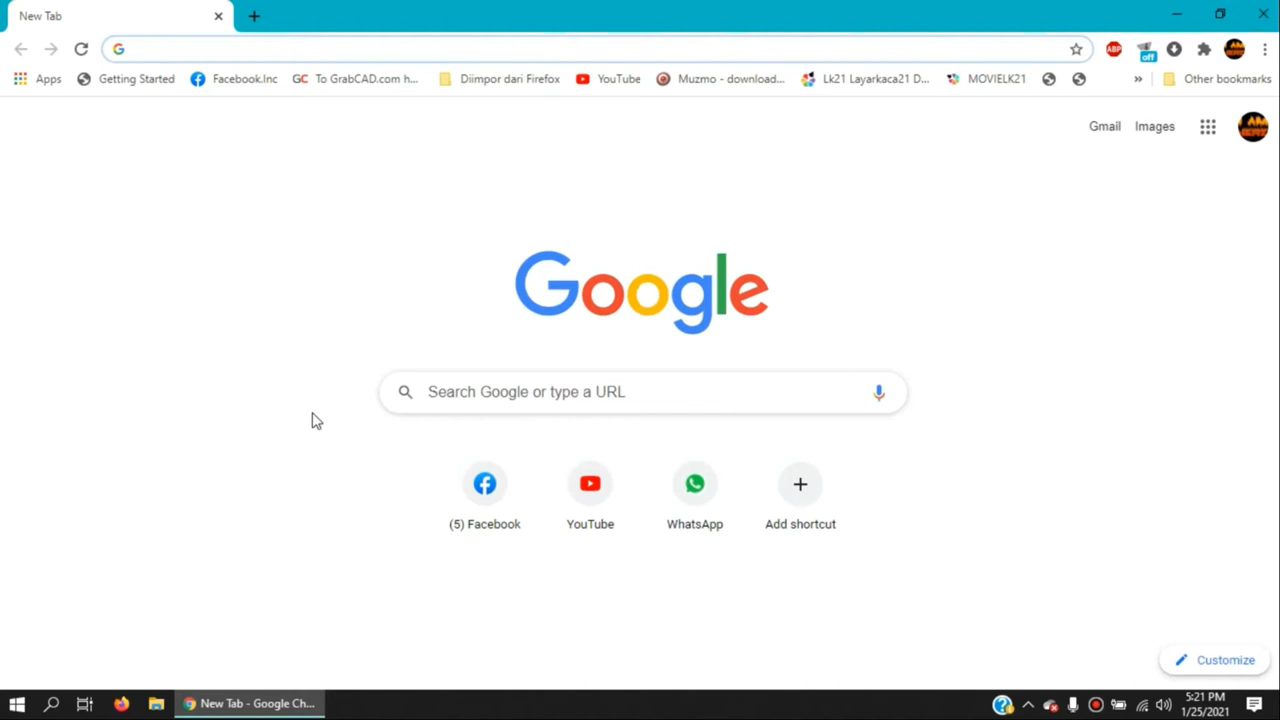 New Tab
Apps Getting Started Facebook.Inc GC To GrabCAD.com h... Diimpor dari Firefox YouTube Muzmo - download... Lk21 Layarkaca21 D... MOVIELK21 » Other bookmarks
ABP
off
Gmail Images
Google
Search Google or type a URL
(5) Facebook YouTube WhatsApp Add shortcut
Customize
New Tab - Google Ch...
5:21 PM
1/25/2021